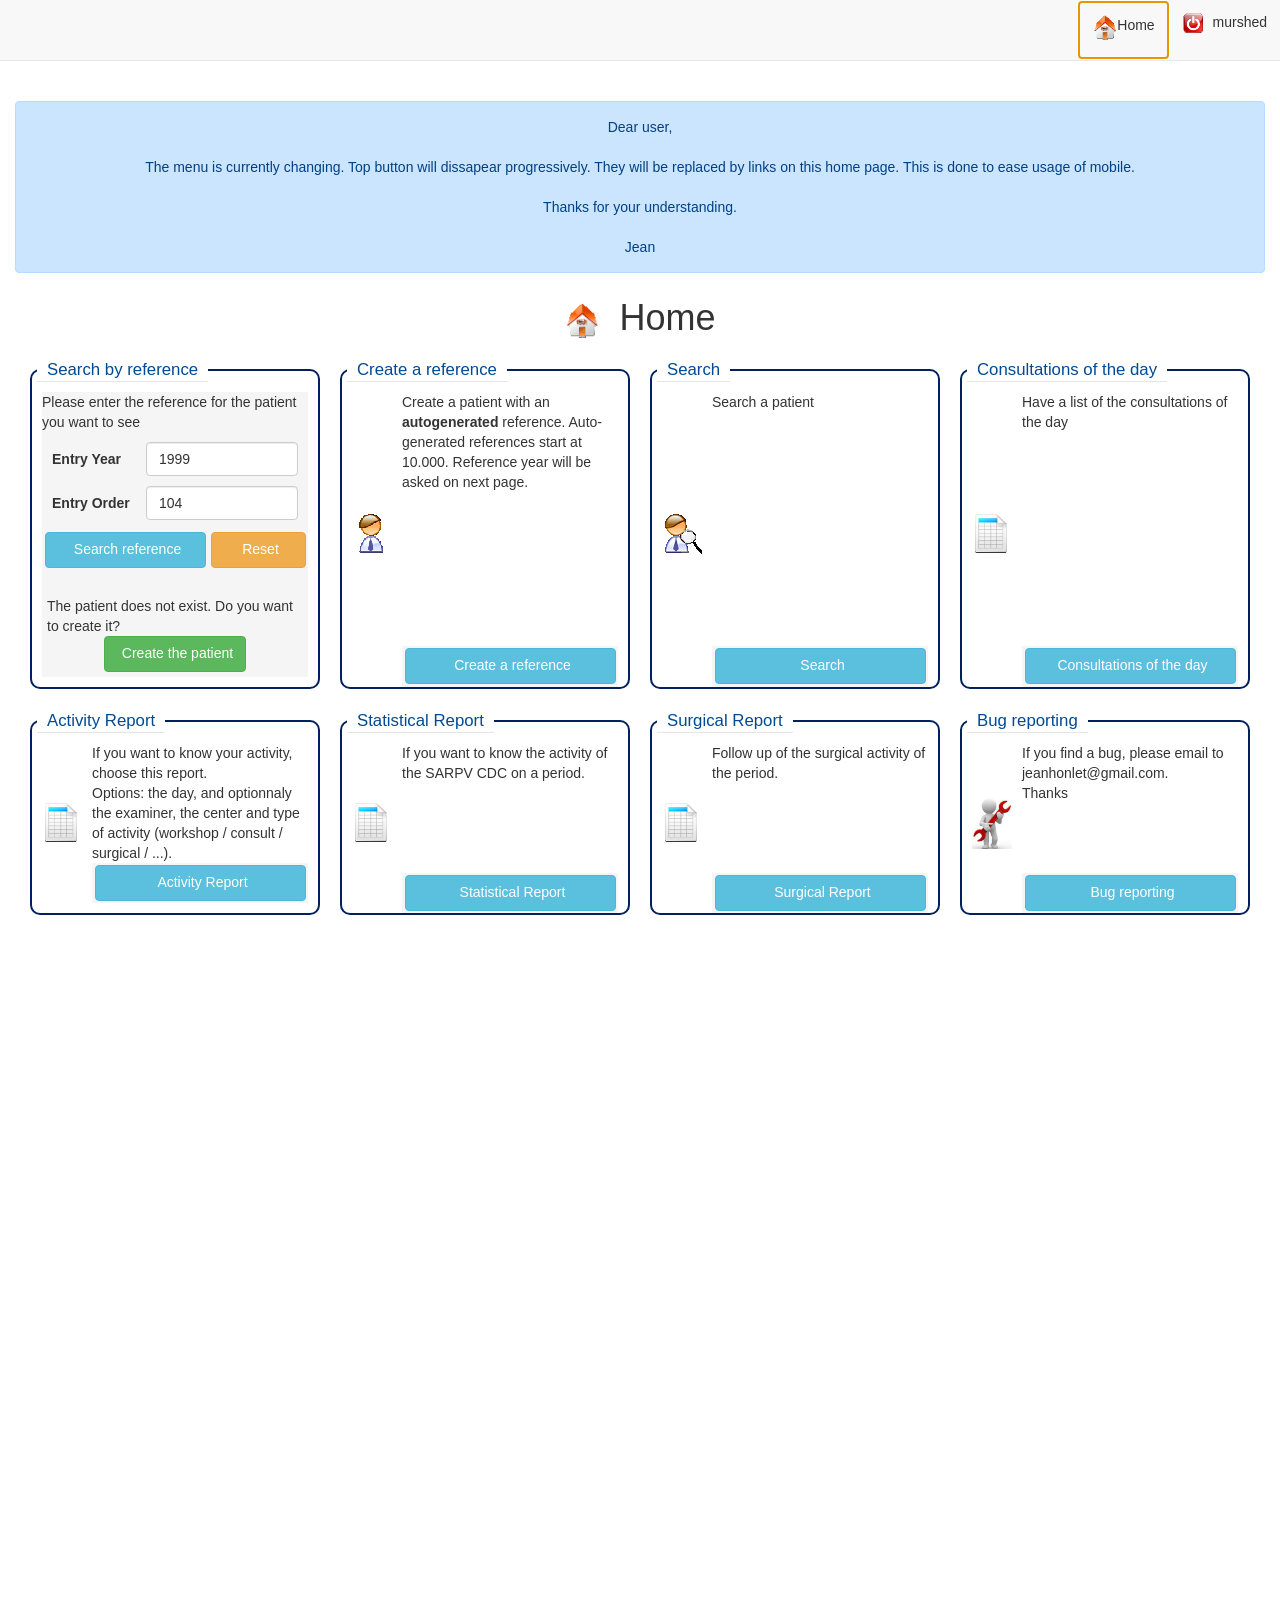 Home
murshed
Dear user,
The menu is currently changing. Top button will dissapear progressively. They will be replaced by links on this home page. This is done to ease usage of mobile.
Thanks for your understanding.
Jean
Home
Search by reference
Please enter the reference for the patient
you want to see
Entry Year
1999
Entry Order
104
Search reference
Reset
The patient does not exist. Do you want
to create it?
Create the patient
Create a reference
Create a patient with an
autogenerated reference. Auto-
generated references start at
10.000. Reference year will be
asked on next page.
Create a reference
Search
Search a patient
Search
Consultations of the day
Have a list of the consultations of
the day
Consultations of the day
Activity Report
If you want to know your activity,
choose this report.
Options: the day, and optionnaly
the examiner, the center and type
of activity (workshop / consult /
surgical / ...).
Activity Report
Statistical Report
If you want to know the activity of
the SARPV CDC on a period.
Statistical Report
Surgical Report
Follow up of the surgical activity of
the period.
Surgical Report
Bug reporting
If you find a bug, please email to
jeanhonlet@gmail.com.
Thanks
Bug reporting